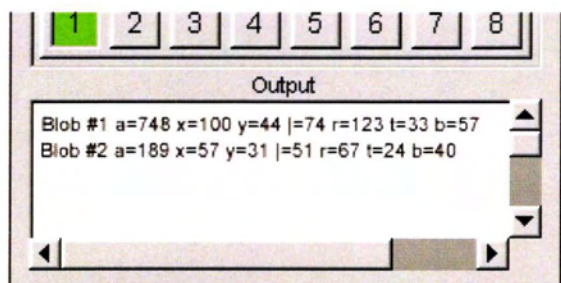 1 2 3 4 5 6 7 8
Output
Blob #1 a=748 x=100 y=44 |=74 r=123 t=33 b=57
Blob #2 a=189 x=57 y=31 |=51 r=67 t=24 b=40